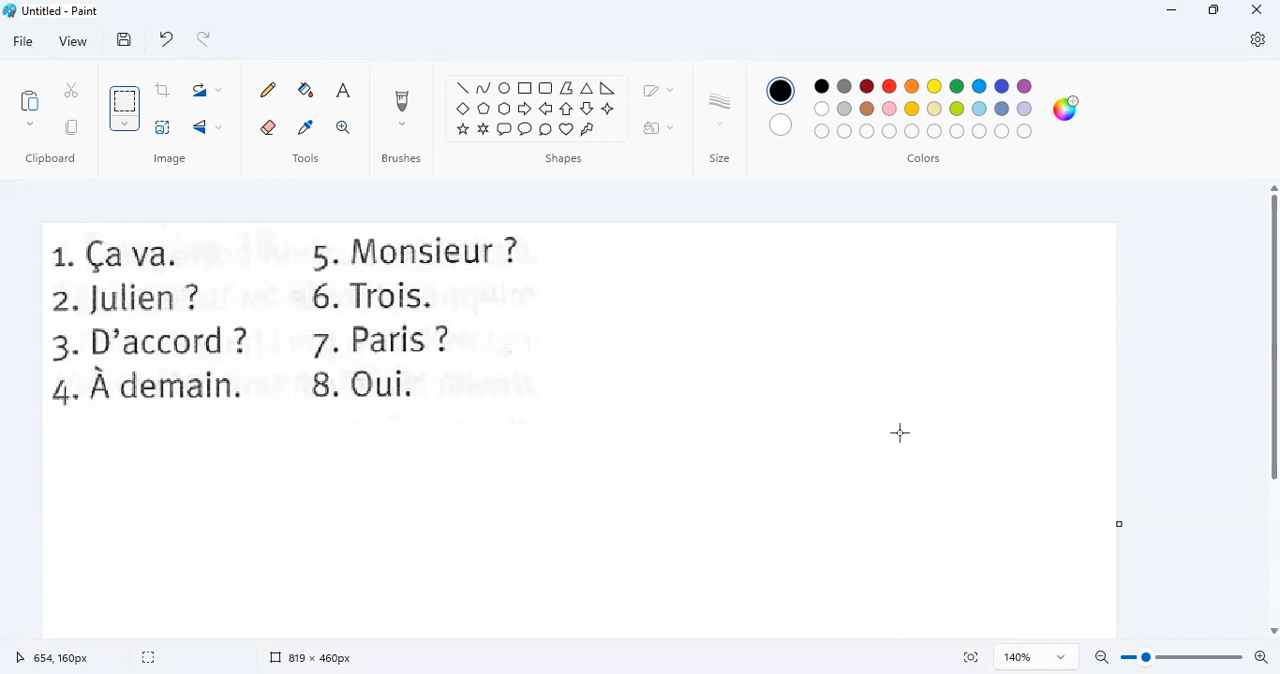 Untitled - Paint
File View
Clipboard Image Tools Brushes Shapes Size Colors
1. Ça va.
2. Julien ?
3. D'accord ?
4. À demain.
5. Monsieur ?
6. Trois.
7. Paris ?
8. Oui.
654, 160px 819 × 460px 140%